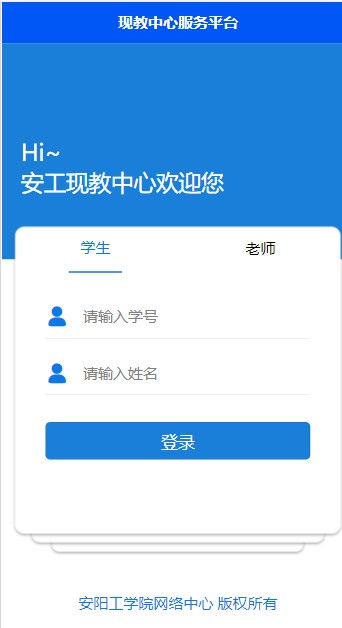 现教中心服务平台
Hi~
安工现教中心欢迎您
学生 老师
请输入学号
请输入姓名
登录
安阳工学院网络中心 版权所有